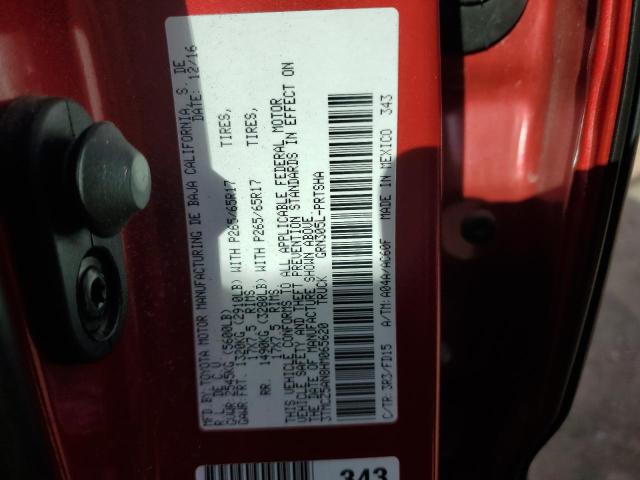 MFD. BY: TOYOTA MOTOR MANUFACTURING DE BAJA CALIFORNIA, S. DE
R L. DE C V DATE: 12/16
GVWR 2545KG (5600LB)
GAWR FRT. 1320KG (2910LB) WITH P265/65R17 TIRES,
17X7.5 RIMS
RR. 1490KG (3280LB) WITH P265/65R17 TIRES,
17X7.5 RIMS
THIS VEHICLE CONFORMS TO ALL APPLICABLE FEDERAL MOTOR
VEHICLE SAFETY AND THEFT PREVENTION STANDARDS IN EFFECT ON
THE DATE OF MANUFACTURE SHOWN ABOVE.
3TMCZ5AN8HM065620 TRUCK GRN305L-PRTSHA
C/TR: 3R3/FD15 A/TM: A04A/AC60F MADE IN MEXICO 343
343